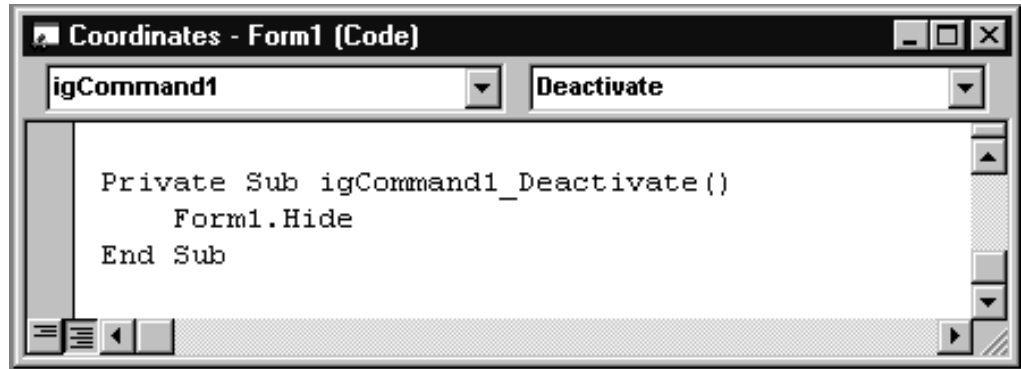 Coordinates - Form1 (Code)
igCommand1 Deactivate
Private Sub igCommand1_Deactivate()
    Form1.Hide
End Sub